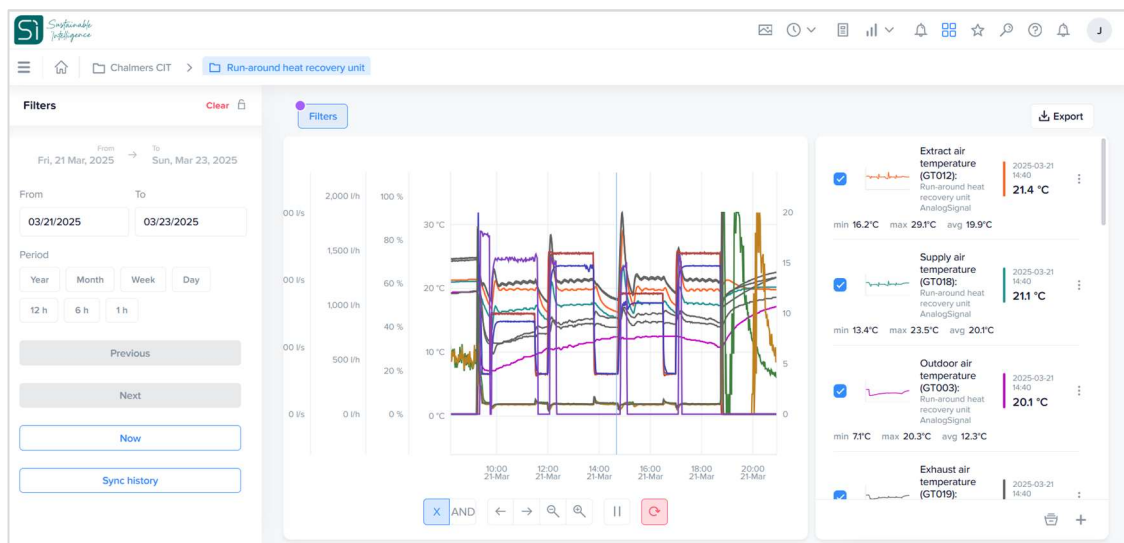 Si Sustainable
Intelligence
J
Chalmers CIT > Run-around heat recovery unit
Filters Clear
From To
Fri, 21 Mar, 2025 → Sun, Mar 23, 2025
From To
03/21/2025 03/23/2025
Period
Year Month Week Day
12 h 6 h 1 h
Previous
Next
Now
Sync history
Filters
Export
2,000 l/h 100 %
00 l/s
30 °C
20
80 %
1,500 l/h
15
00 l/s 60 %
20 °C
1000 l/h
10
40 %
00 l/s
10 °C
500 l/h
5
20 %
0 l/s 0 l/h 0 % 0 °C 0
10:00 12:00 14:00 16:00 18:00 20:00
21-Mar 21-Mar 21-Mar 21-Mar 21-Mar 21-Mar
X AND
Extract air
temperature
(GT012):
Run-around heat
recovery unit
AnalogSignal
2025-03-21
14:40
21.4 °C
min 16.2°C max 29.1°C avg 19.9°C
Supply air
temperature
(GT018):
Run-around heat
recovery unit
AnalogSignal
2025-03-21
14:40
21.1 °C
min 13.4°C max 23.5°C avg 20.1°C
Outdoor air
temperature
(GT003):
Run-around heat
recovery unit
AnalogSignal
2025-03-21
14:40
20.1 °C
min 7.1°C max 20.3°C avg 12.3°C
Exhaust air
temperature
(GT019):
2025-03-21
14:40